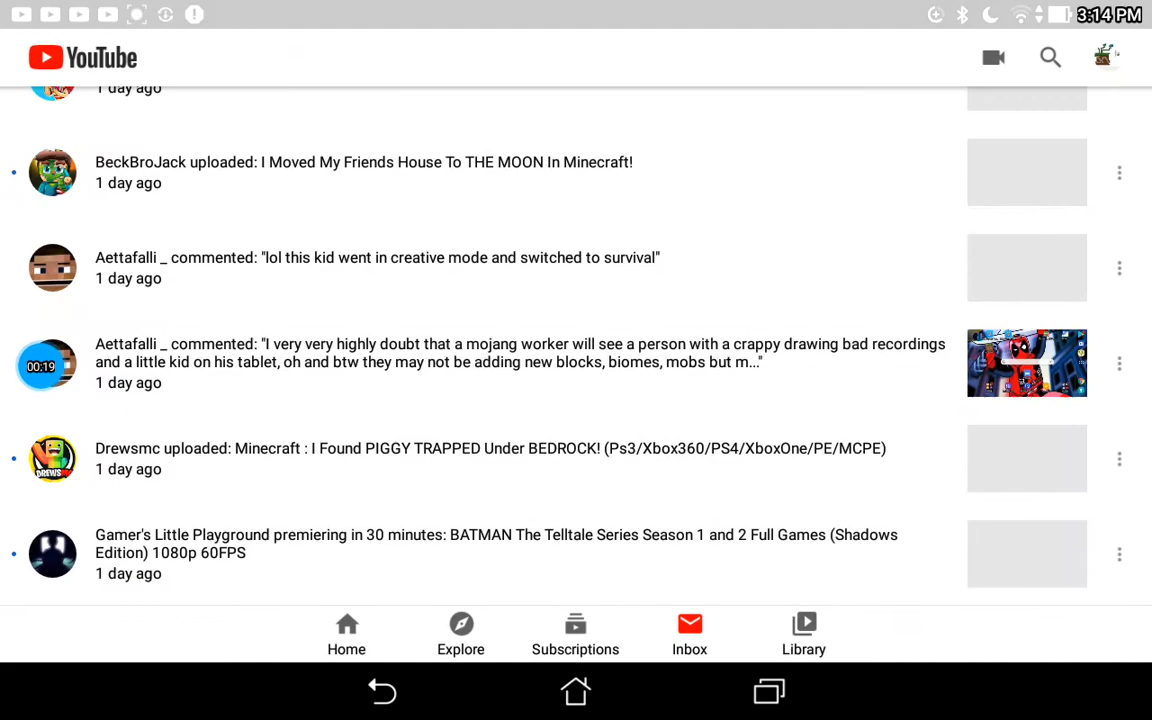 3:14 PM
YouTube
1 day ago
BeckBroJack uploaded: I Moved My Friends House To THE MOON In Minecraft!
1 day ago
Aettafalli _ commented: "lol this kid went in creative mode and switched to survival"
1 day ago
Aettafalli _ commented: "I very very highly doubt that a mojang worker will see a person with a crappy drawing bad recordings
and a little kid on his tablet, oh and btw they may not be adding new blocks, biomes, mobs but m..."
1 day ago
00:19
Drewsmc uploaded: Minecraft : I Found PIGGY TRAPPED Under BEDROCK! (Ps3/Xbox360/PS4/XboxOne/PE/MCPE)
1 day ago
DREWS
Gamer's Little Playground premiering in 30 minutes: BATMAN The Telltale Series Season 1 and 2 Full Games (Shadows
Edition) 1080p 60FPS
1 day ago
Home
Explore
Subscriptions
Inbox
Library